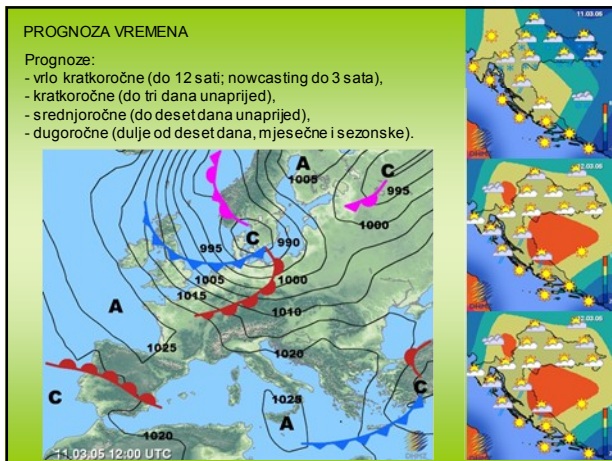 PROGNOZA VREMENA
Prognoze:
- vrlo kratkoročne (do 12 sati; nowcasting do 3 sata),
- kratkoročne (do tri dana unaprijed),
- srednjoročne (do deset dana unaprijed),
- dugoročne (dulje od deset dana, mjesečne i sezonske).
A
1005
C
995
1000
995
C
990
1005
1000
1015
1010
A
1025
1020
C
1025
C
A
1020
11.03.05 12:00 UTC
DHMZ
11.03.06
12.03.06
12.03.06